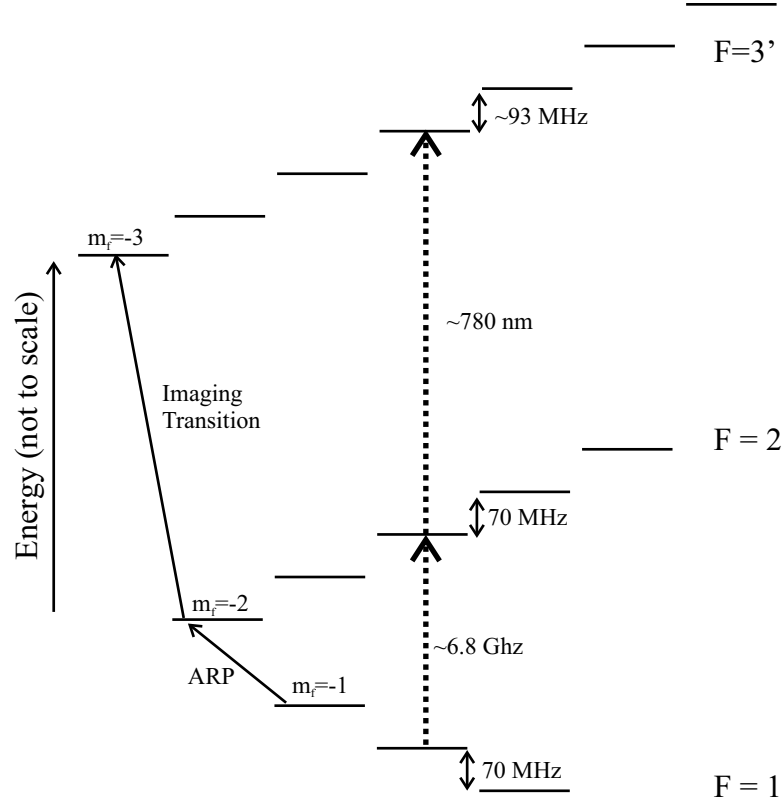 F=3’
~93 MHz
m_f=-3
~780 nm
Imaging
Transition
Energy (not to scale)
F = 2
70 MHz
m_f=-2
~6.8 Ghz
ARP
m_f=-1
70 MHz
F = 1